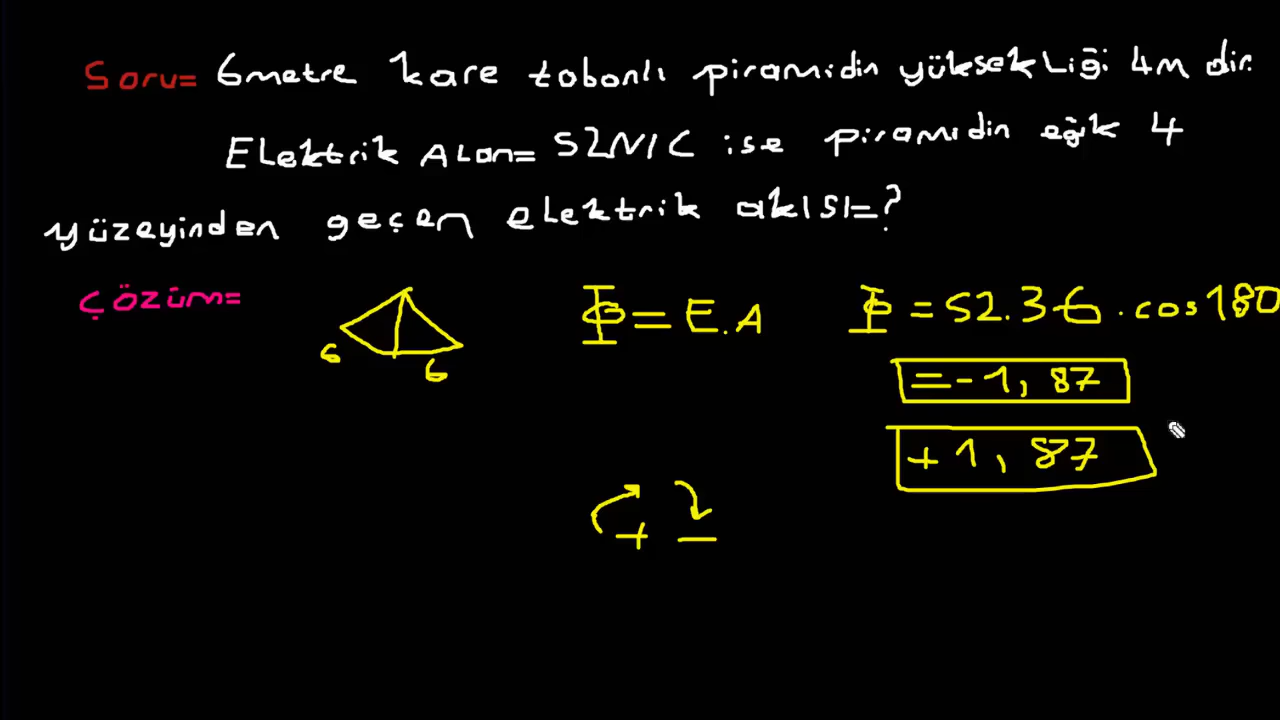 Soru= 6metre kare tabanlı piramidin yüksekliği 4m dir.
Elektrik Alan= 52N/C ise piramidin eğik 4
yüzeyinden geçen elektrik akısı=?
Çözüm=
6
6
Φ = E.A
Φ = 52.36.cos180
= -1,87
+1,87
+ -